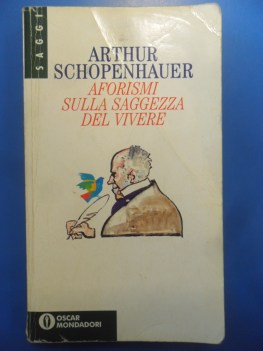 SAGGI
ARTHUR
SCHOPENHAUER
AFORISMI
SULLA SAGGEZZA
DEL VIVERE
OSCAR
MONDADORI